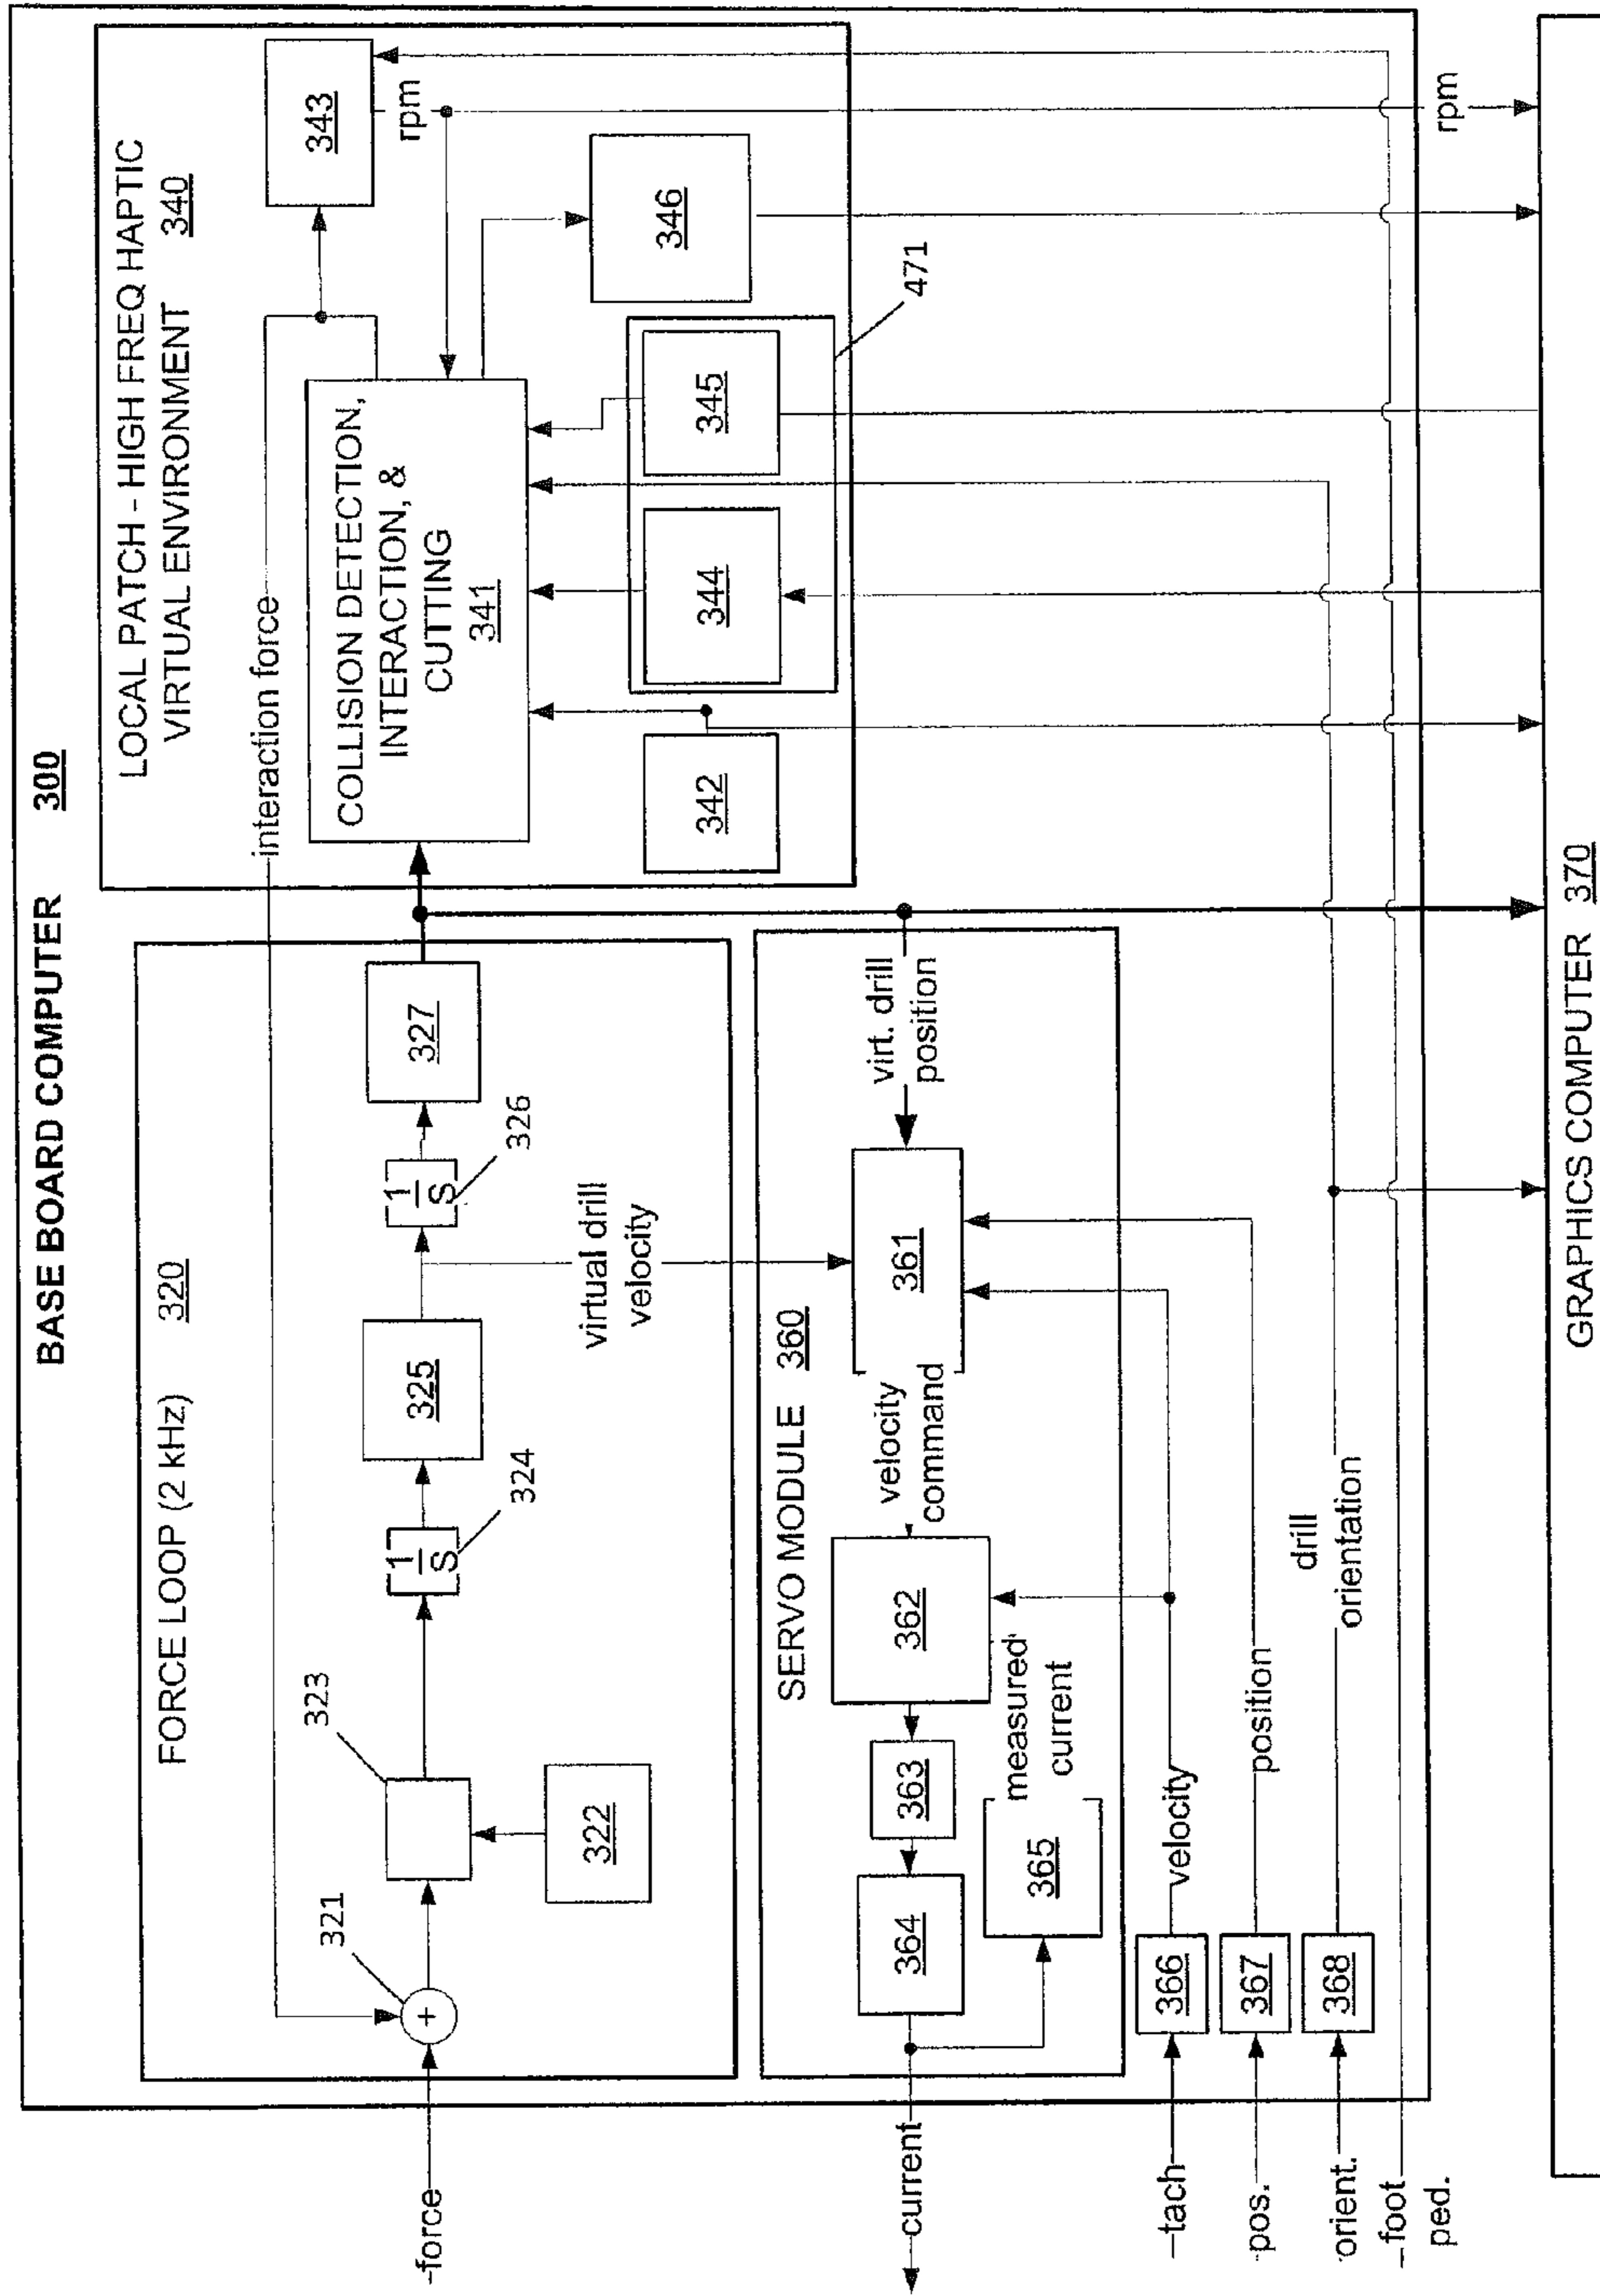 BASE BOARD COMPUTER 300
FORCE LOOP (2 kHz) 320
LOCAL PATCH - HIGH FREQ HAPTIC
VIRTUAL ENVIRONMENT 340
interaction force
343
rpm
COLLISION DETECTION,
INTERACTION, &
CUTTING
341
346
471
345
344
342
321
+
323
322
1
S
324
325
1
S
326
327
virtual drill
velocity
-force
SERVO MODULE 360
virt. drill
position
361
velocity
command
362
363
364
measured
current
365
-current
366
velocity
367
position
368
drill
orientation
-tach
-pos.
orient.
-foot
ped.
rpm
GRAPHICS COMPUTER 370